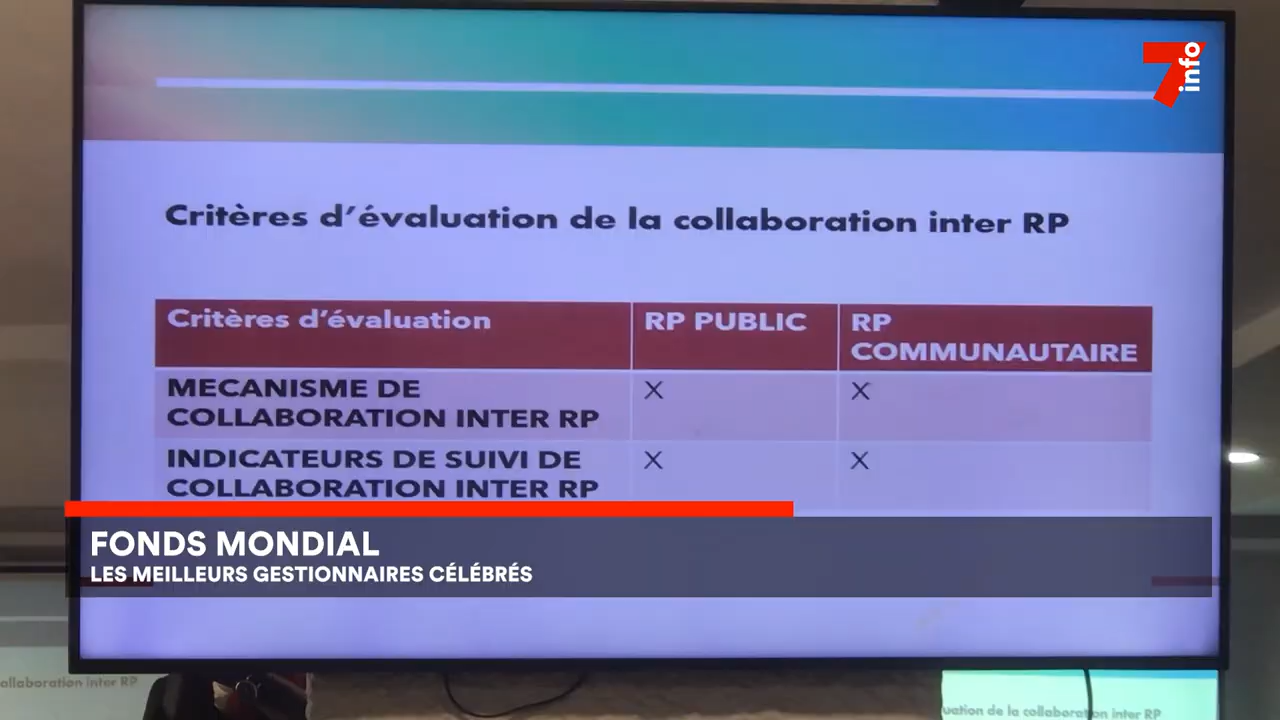 7 info
Critères d'évaluation de la collaboration inter RP
Critères d'évaluation
RP PUBLIC
RP
COMMUNAUTAIRE
MECANISME DE
COLLABORATION INTER RP
X
X
INDICATEURS DE SUIVI DE
COLLABORATION INTER RP
X
X
FONDS MONDIAL
LES MEILLEURS GESTIONNAIRES CÉLÉBRÉS
ollaboration inter RP
uation de la collaboration inter RP